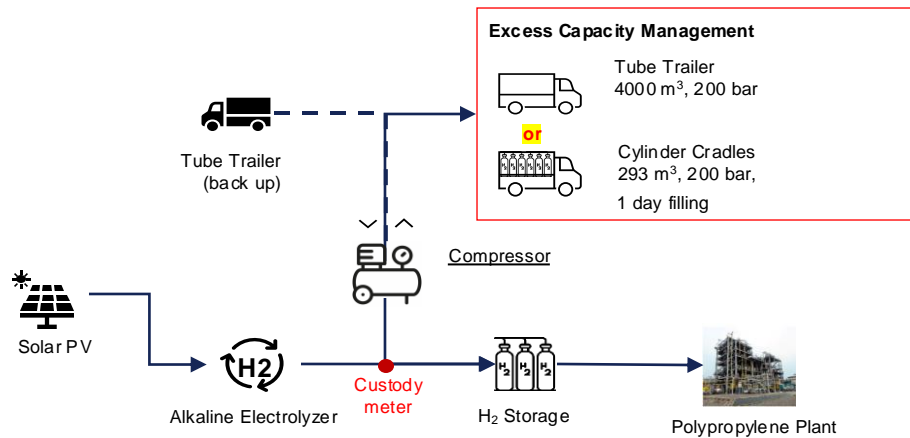 Excess Capacity Management
Tube Trailer
4000 m³, 200 bar
or
Cylinder Cradles
293 m³, 200 bar,
1 day filling
Tube Trailer
(back up)
Compressor
Solar PV
H2
Alkaline Electrolyzer
Custody
meter
H₂ H₂ H₂
H₂ Storage
Polypropylene Plant